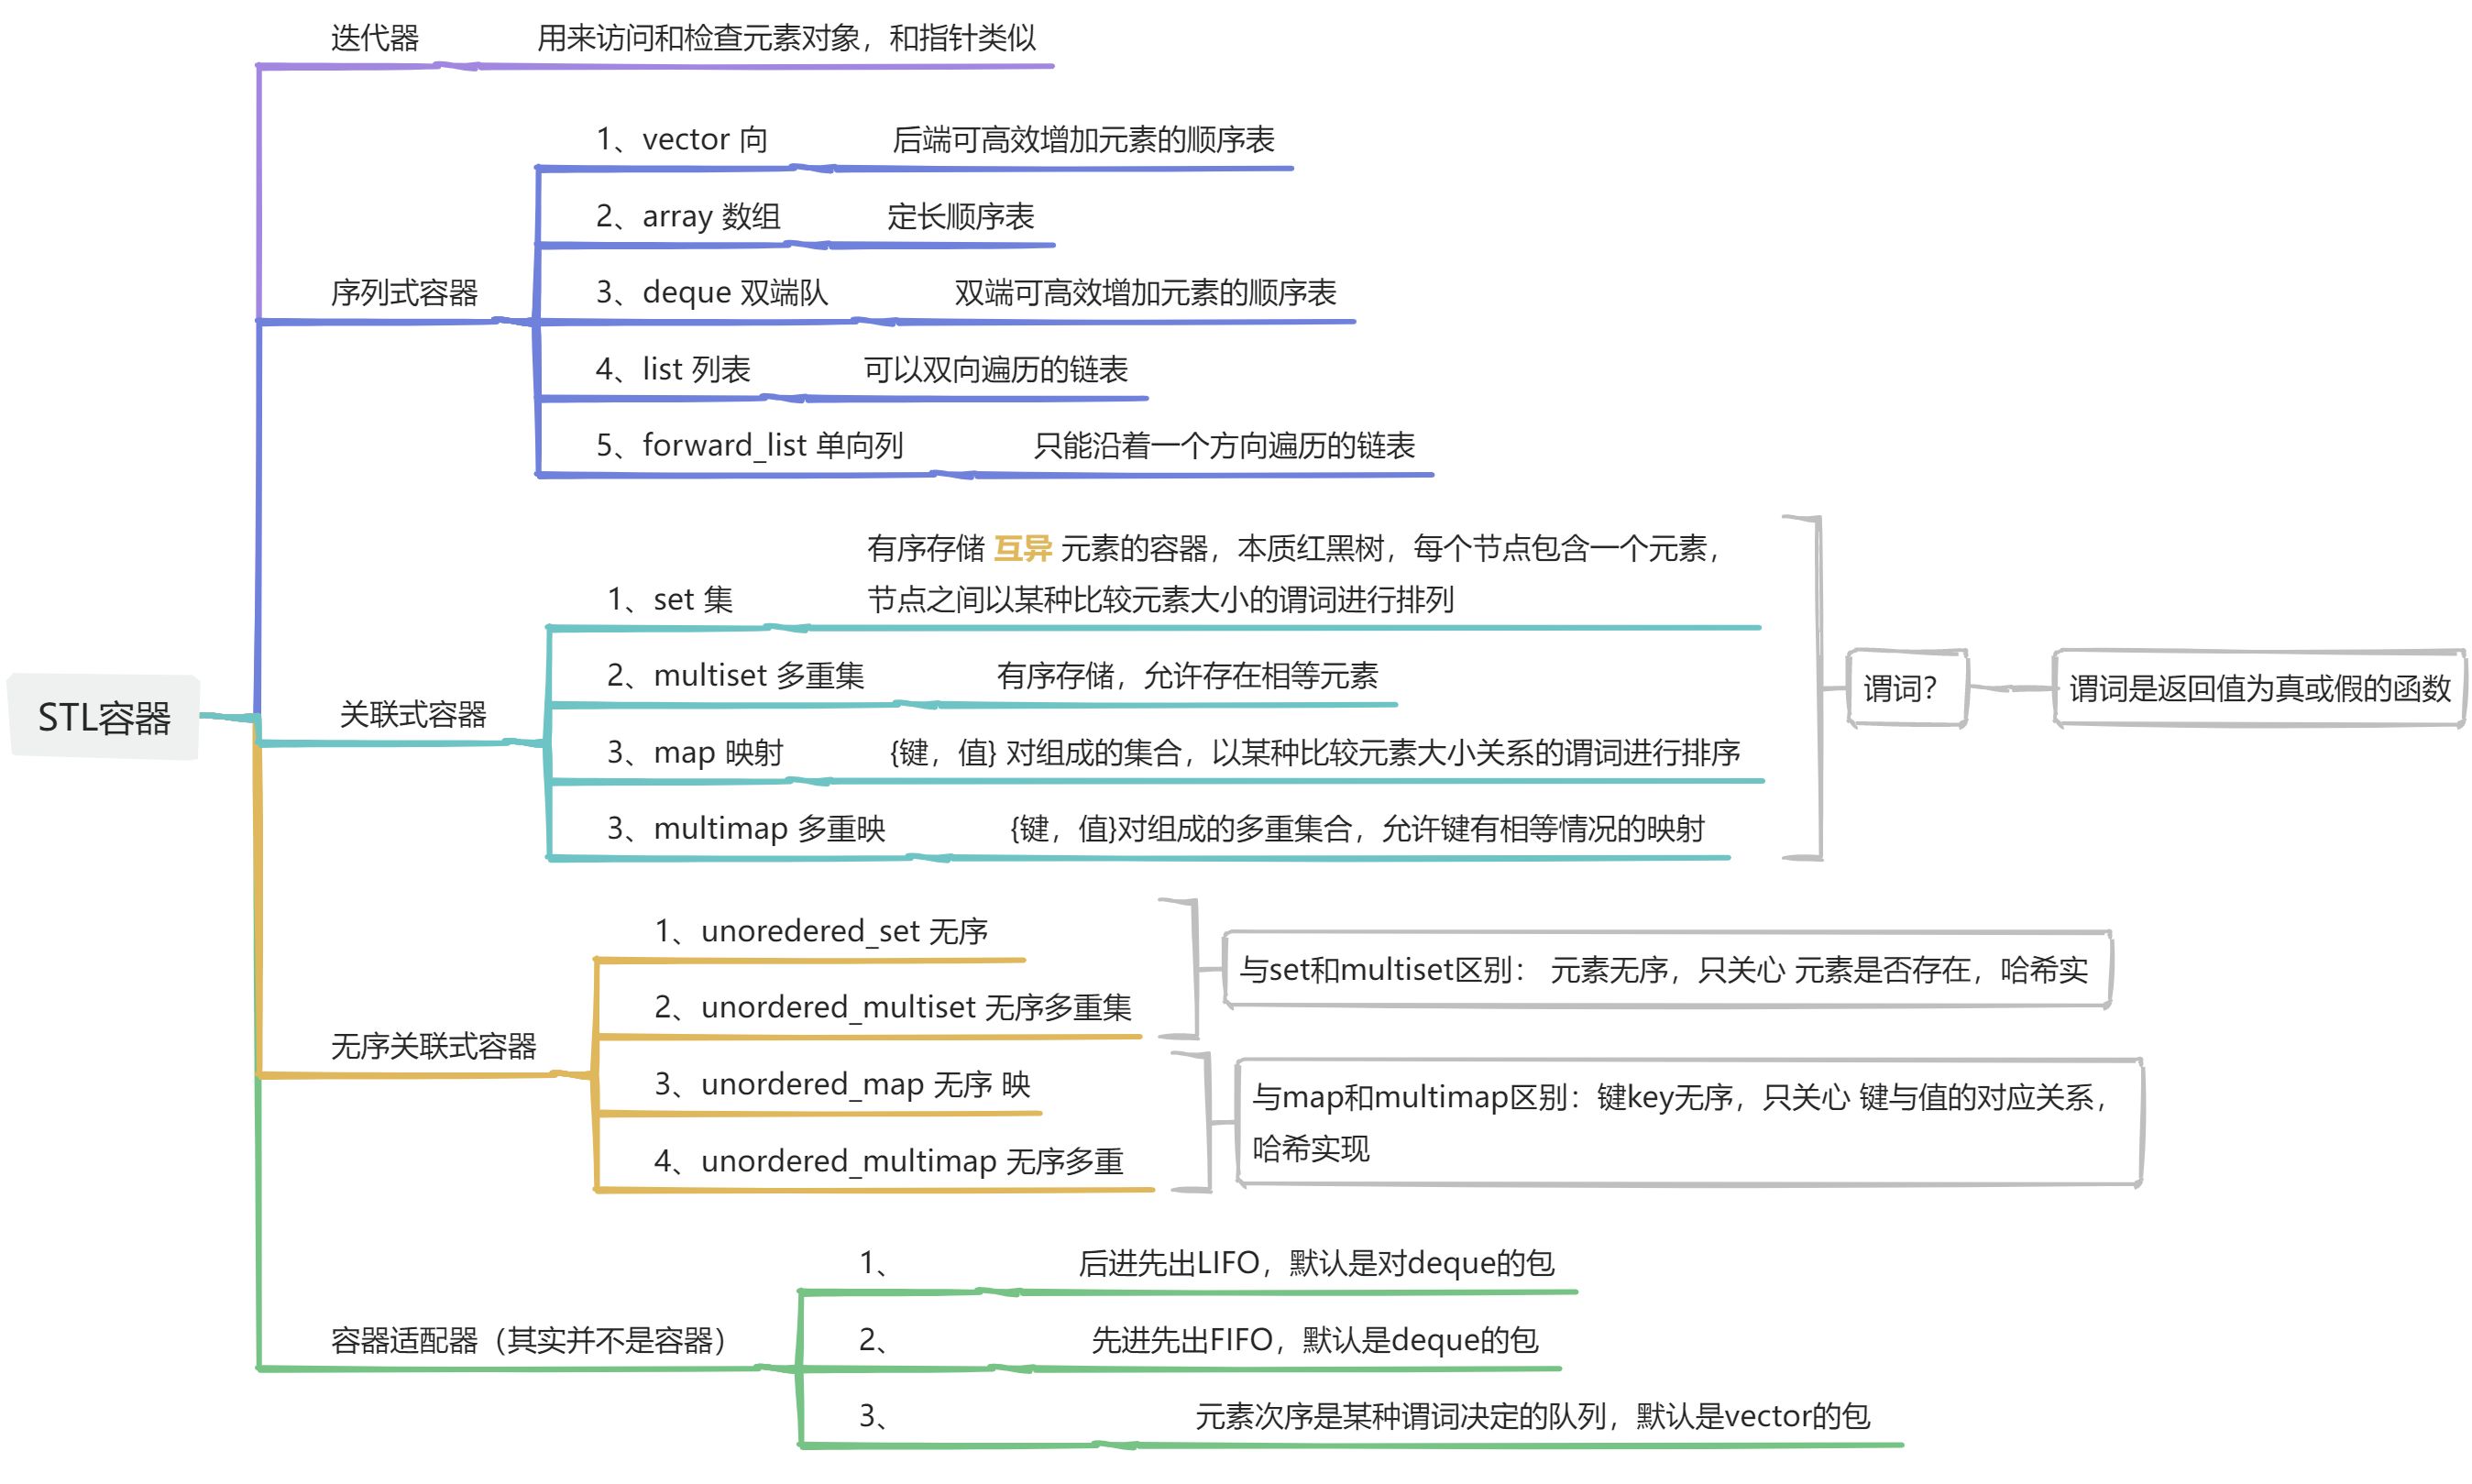 迭代器 用来访问和检查元素对象，和指针类似
1、vector 向 后端可高效增加元素的顺序表
2、array 数组 定长顺序表
序列式容器 3、deque 双端队 双端可高效增加元素的顺序表
4、list 列表 可以双向遍历的链表
5、forward_list 单向列 只能沿着一个方向遍历的链表
有序存储 互异 元素的容器，本质红黑树，每个节点包含一个元素，
1、set 集 节点之间以某种比较元素大小的谓词进行排列
2、multiset 多重集 有序存储，允许存在相等元素
谓词？ 谓词是返回值为真或假的函数
STL容器
关联式容器
3、map 映射 {键，值} 对组成的集合，以某种比较元素大小关系的谓词进行排序
3、multimap 多重映 {键，值}对组成的多重集合，允许键有相等情况的映射
1、unoredered_set 无序
与set和multiset区别： 元素无序，只关心 元素是否存在，哈希实
2、unordered_multiset 无序多重集
无序关联式容器
3、unordered_map 无序 映
与map和multimap区别：键key无序，只关心 键与值的对应关系，
哈希实现
4、unordered_multimap 无序多重
1、 后进先出LIFO，默认是对deque的包
容器适配器（其实并不是容器） 2、 先进先出FIFO，默认是deque的包
3、 元素次序是某种谓词决定的队列，默认是vector的包